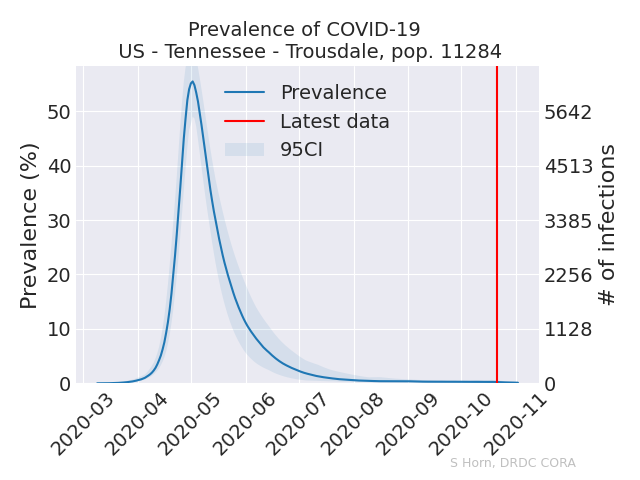 Prevalence of COVID-19
US - Tennessee - Trousdale, pop. 11284
Prevalence
Latest data
95CI
Prevalence (%)
50
40
30
20
10
0
5642
4513
3385
2256
1128
0
# of infections
2020-03
2020-04
2020-05
2020-06
2020-07
2020-08
2020-09
2020-10
2020-11
S Horn, DRDC CORA